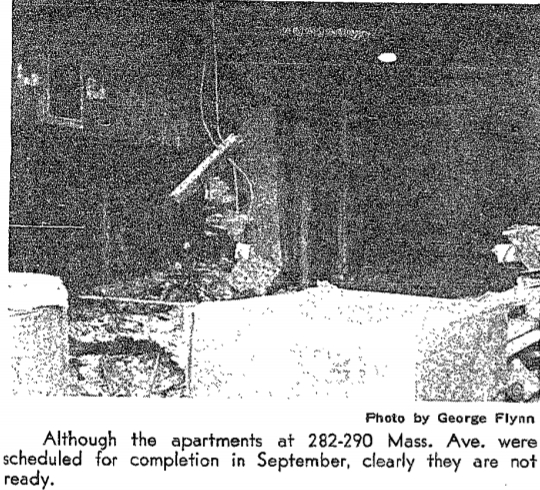 Photo by George Flynn
Although the apartments at 282-290 Mass. Ave. were
scheduled for completion in September, clearly they are not
ready.